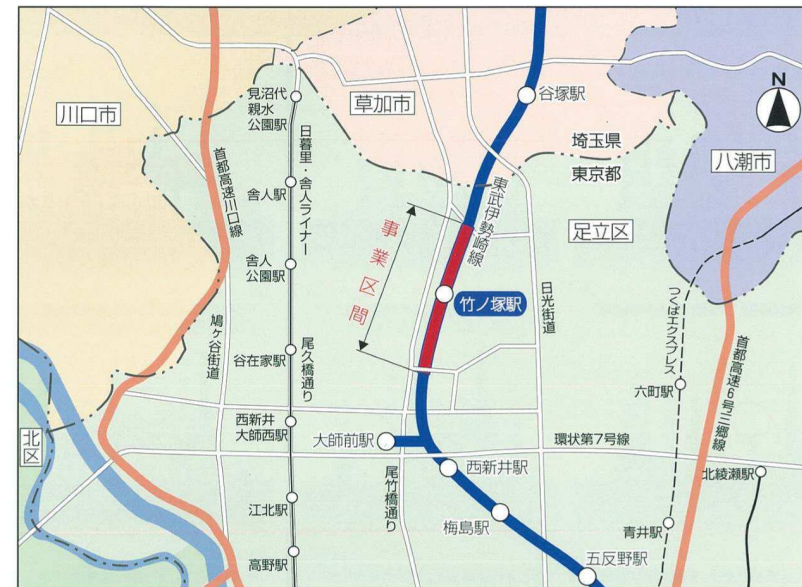 見沼代
親水
公園駅
川口市
草加市
谷塚駅
N
埼玉県
東京都
八潮市
首都高速川口線
日暮里・舎人ライナー
舎人駅
東武伊勢崎線
足立区
事業区間
舎人
公園駅
竹ノ塚駅
日光街道
つくばエクスプレス
鳩ヶ谷街道
谷在家駅
尾久橋通り
首都高速6号三郷線
六町駅
西新井
大師西駅
北区
大師前駅
環状第7号線
西新井駅
北綾瀬駅
尾竹橋通り
江北駅
梅島駅
青井駅
高野駅
五反野駅